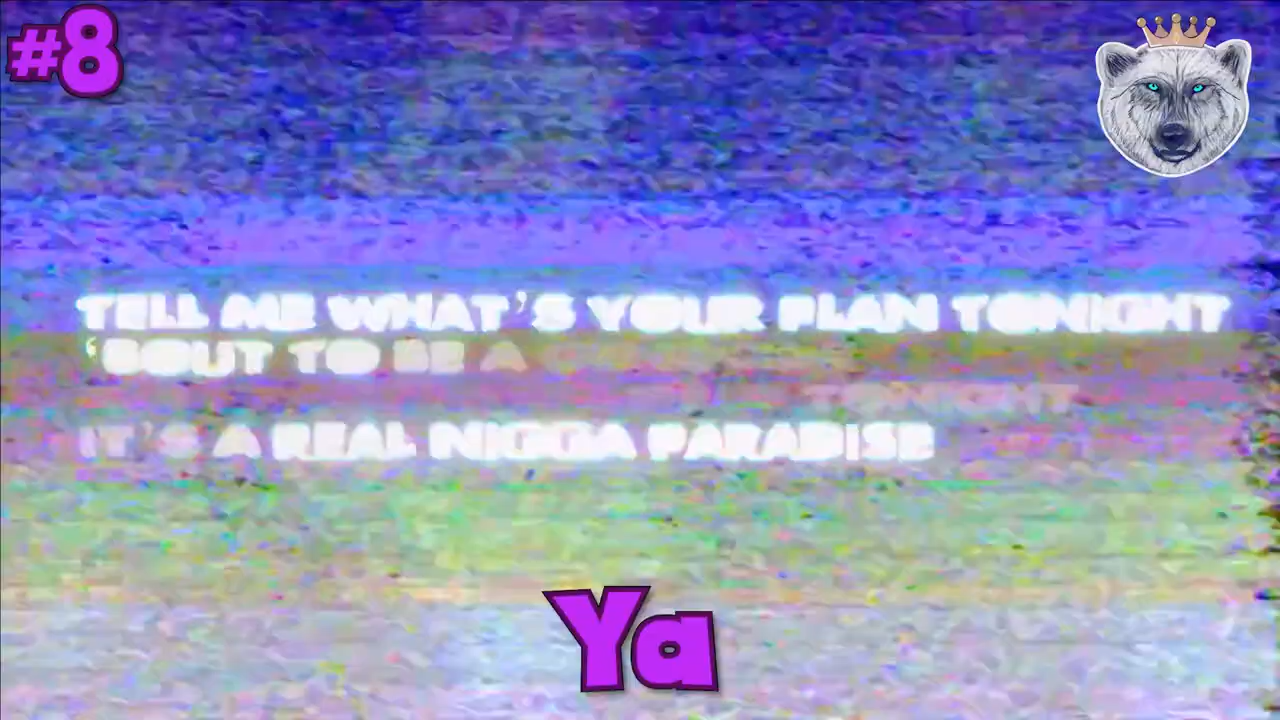 #8
TELL ME WHAT'S YOUR PLAN TONIGHT
'BOUT TO BE A
TONIGHT
IT'S A REAL NIGGA PARADISE
Ya